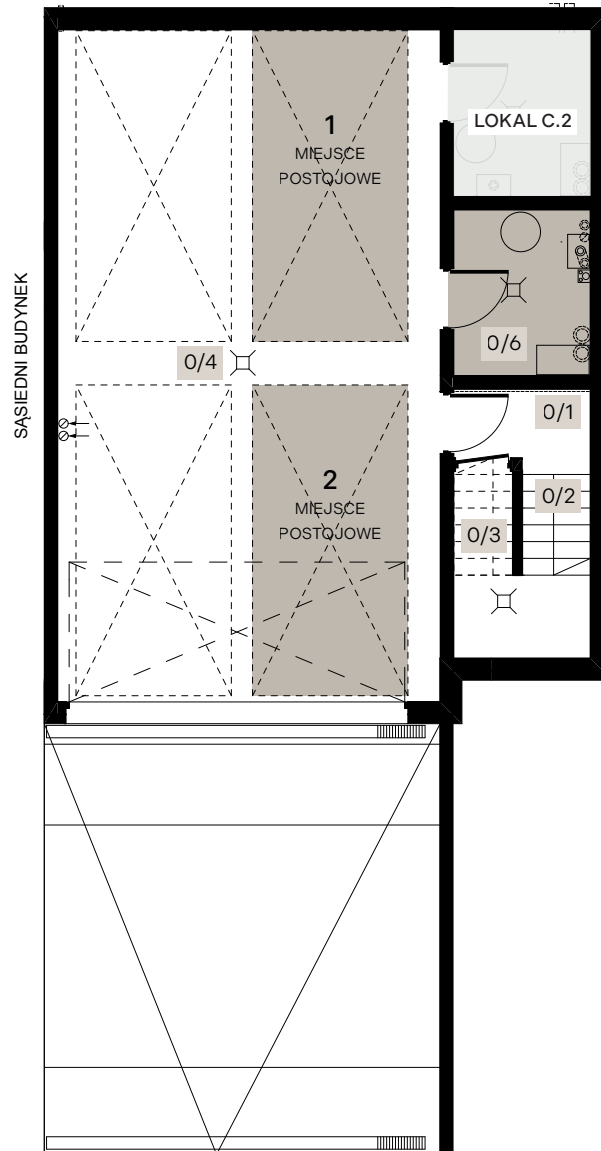 1
MIEJSCE
POSTOJOWE
LOKAL C.2
SĄSIEDNI BUDYNEK
0/4
0/6
0/1
2
MIEJSCE
POSTOJOWE
0/2
0/3